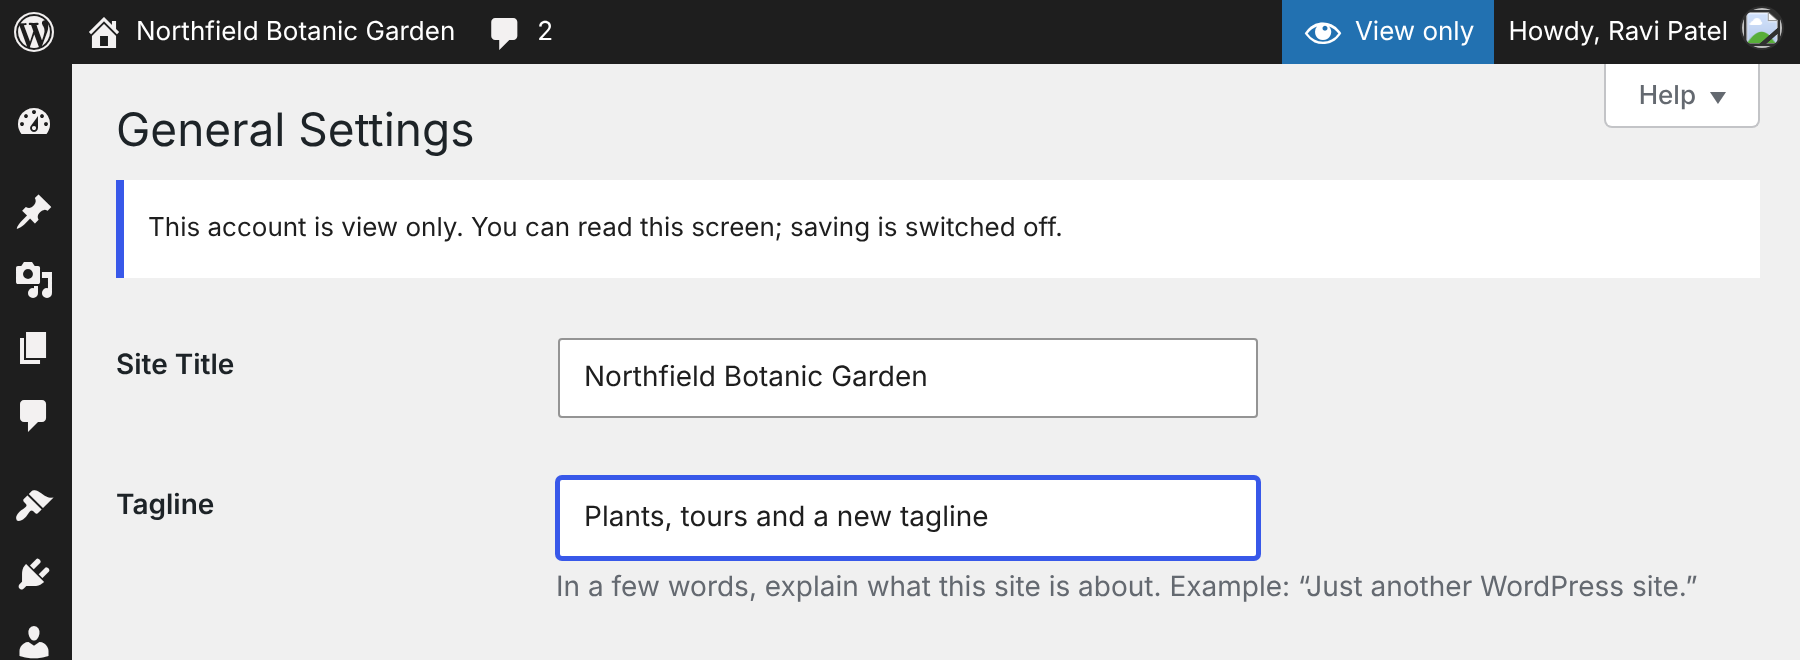 Northfield Botanic Garden 2 View only Howdy, Ravi Patel
Help
General Settings
This account is view only. You can read this screen; saving is switched off.
Site Title
Northfield Botanic Garden
Tagline
Plants, tours and a new tagline
In a few words, explain what this site is about. Example: “Just another WordPress site.”